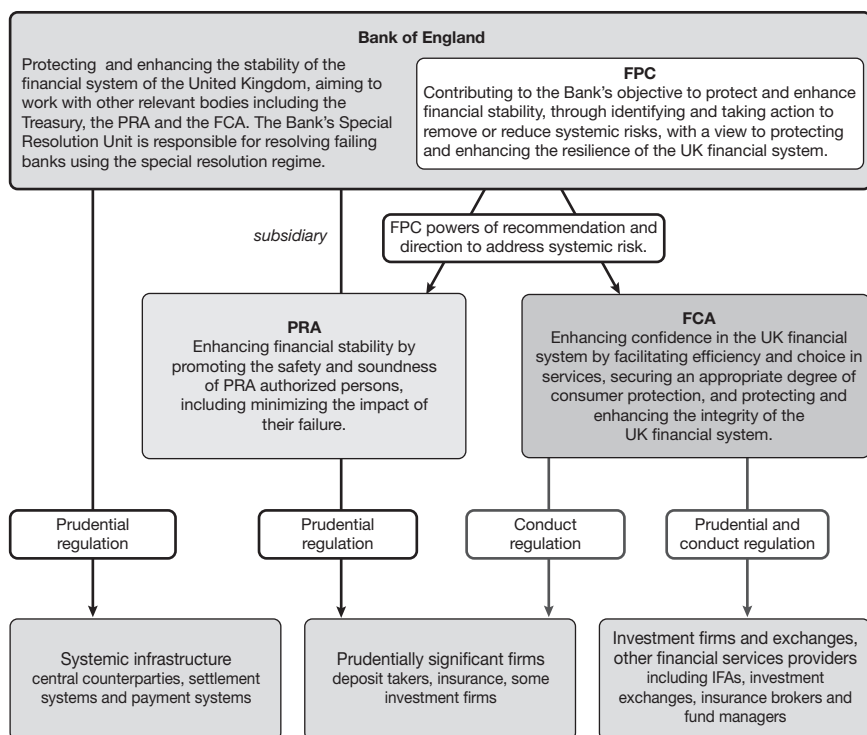 Bank of England
Protecting and enhancing the stability of the
financial system of the United Kingdom, aiming to
work with other relevant bodies including the
Treasury, the PRA and the FCA. The Bank's Special
Resolution Unit is responsible for resolving failing
banks using the special resolution regime.
FPC
Contributing to the Bank's objective to protect and enhance
financial stability, through identifying and taking action to
remove or reduce systemic risks, with a view to protecting
and enhancing the resilience of the UK financial system.
subsidiary
FPC powers of recommendation and
direction to address systemic risk.
PRA
Enhancing financial stability by
promoting the safety and soundness
of PRA authorized persons,
including minimizing the impact of
their failure.
FCA
Enhancing confidence in the UK financial
system by facilitating efficiency and choice in
services, securing an appropriate degree of
consumer protection, and protecting and
enhancing the integrity of the
UK financial system.
Prudential
regulation
Prudential
regulation
Conduct
regulation
Prudential and
conduct regulation
Systemic infrastructure
central counterparties, settlement
systems and payment systems
Prudentially significant firms
deposit takers, insurance, some
investment firms
Investment firms and exchanges,
other financial services providers
including IFAs, investment
exchanges, insurance brokers and
fund managers